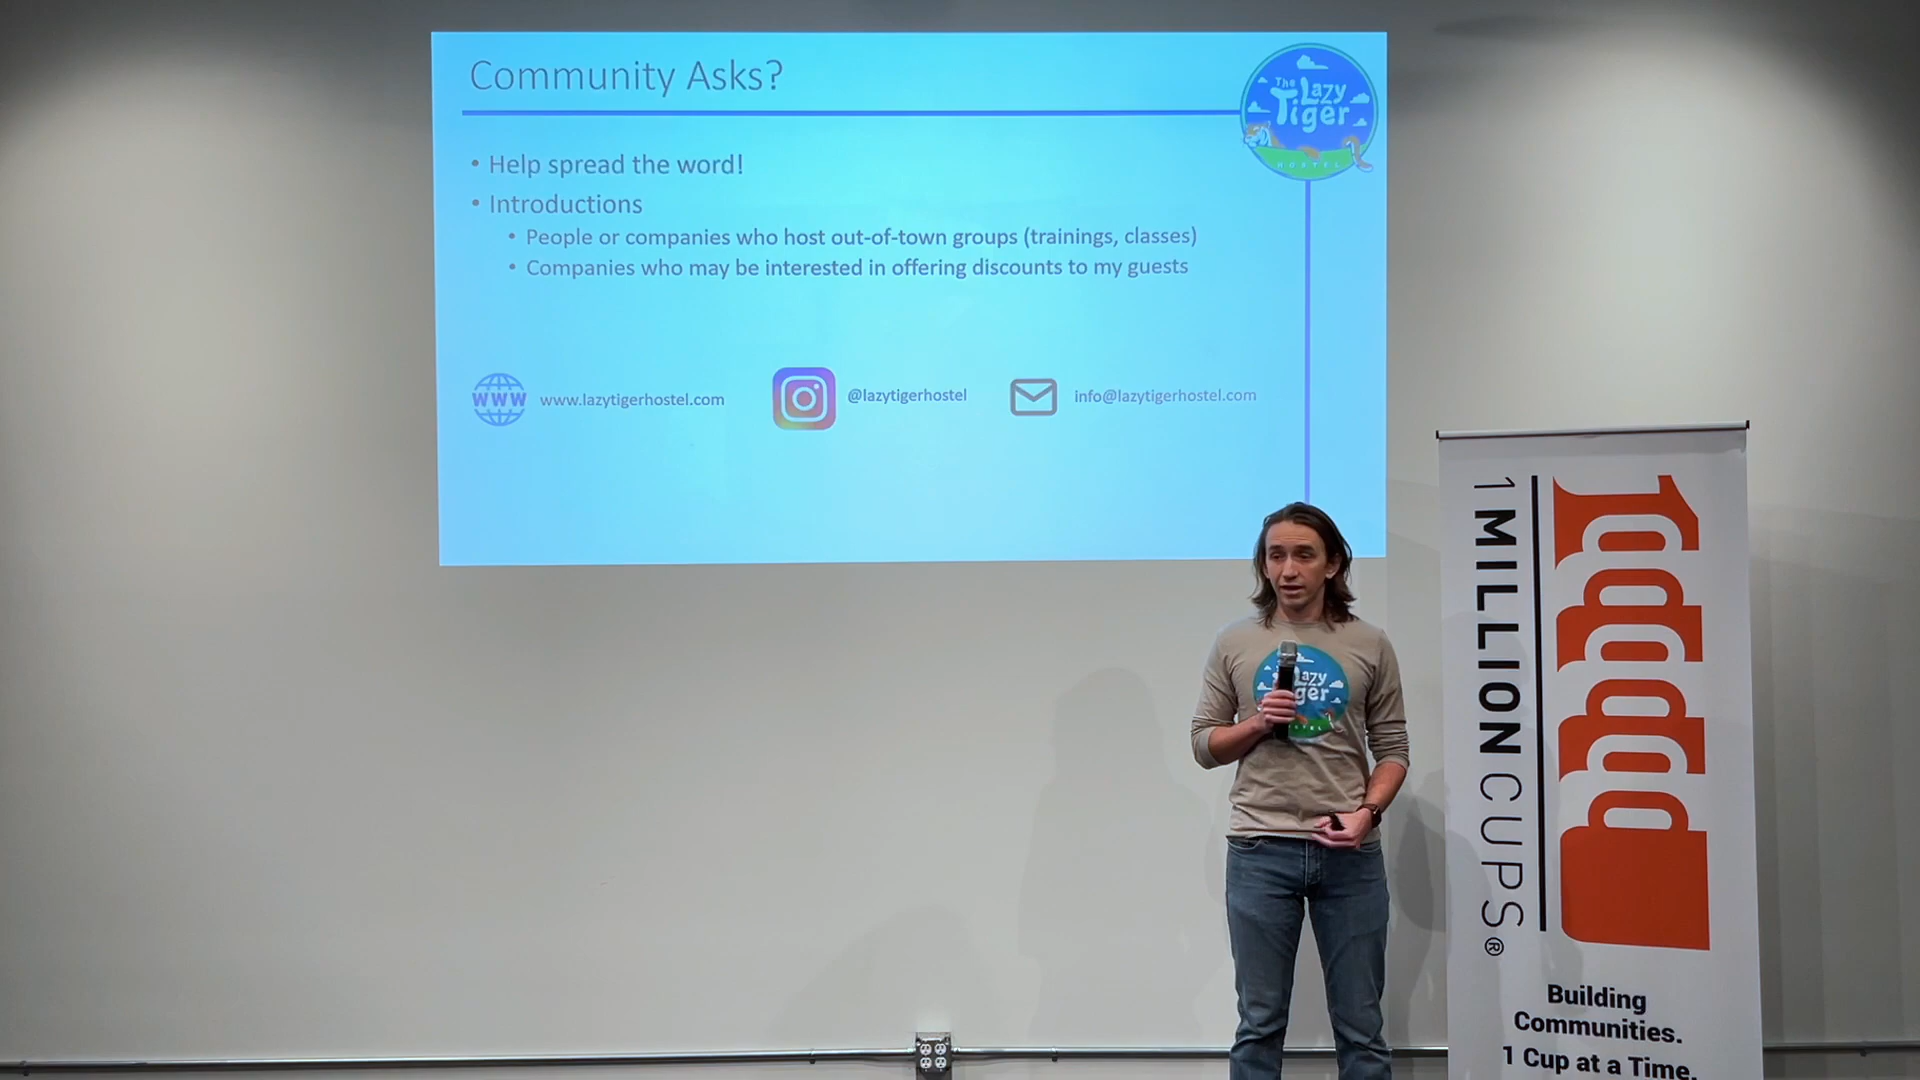 Community Asks?
The Lazy
Tiger
HOSTEL
• Help spread the word!
• Introductions
• People or companies who host out-of-town groups (trainings, classes)
• Companies who may be interested in offering discounts to my guests
WWW
www.lazytigerhostel.com
@lazytigerhostel
info@lazytigerhostel.com
Lazy
1 MILLION CUPS®
Building
Communities.
1 Cup at a Time.